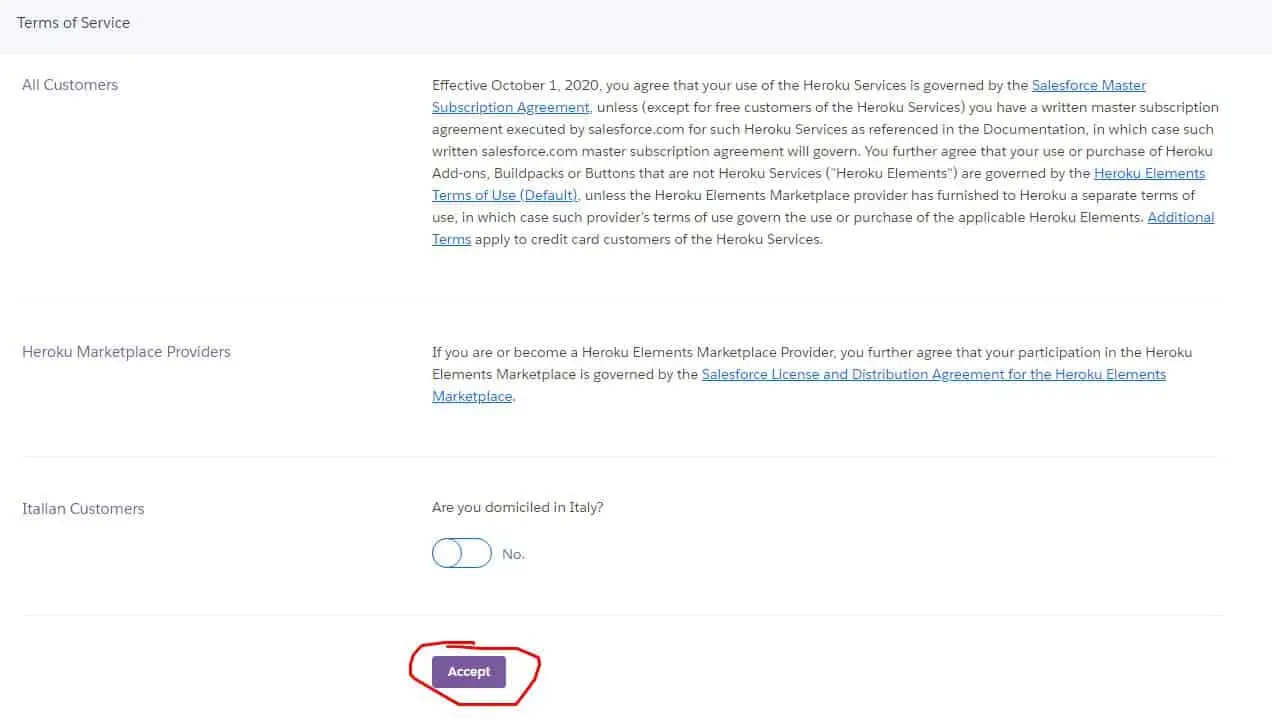 Terms of Service
All Customers
Effective October 1, 2020, you agree that your use of the Heroku Services is governed by the Salesforce Master
Subscription Agreement, unless (except for free customers of the Heroku Services) you have a written master subscription
agreement executed by salesforce.com for such Heroku Services as referenced in the Documentation, in which case such
written salesforce.com master subscription agreement will govern. You further agree that your use or purchase of Heroku
Add-ons, Buildpacks or Buttons that are not Heroku Services ("Heroku Elements") are governed by the Heroku Elements
Terms of Use (Default), unless the Heroku Elements Marketplace provider has furnished to Heroku a separate terms of
use, in which case such provider's terms of use govern the use or purchase of the applicable Heroku Elements. Additional
Terms apply to credit card customers of the Heroku Services.
Heroku Marketplace Providers
If you are or become a Heroku Elements Marketplace Provider, you further agree that your participation in the Heroku
Elements Marketplace is governed by the Salesforce License and Distribution Agreement for the Heroku Elements
Marketplace.
Italian Customers
Are you domiciled in Italy?
No.
Accept